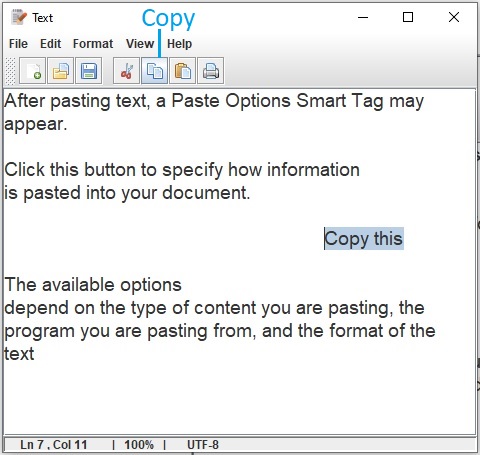 Text
Copy
File Edit Format View Help
After pasting text, a Paste Options Smart Tag may
appear.
Click this button to specify how information
is pasted into your document.
Copy this
The available options
depend on the type of content you are pasting, the
program you are pasting from, and the format of the
text
Ln 7 , Col 11 | 100% | UTF-8